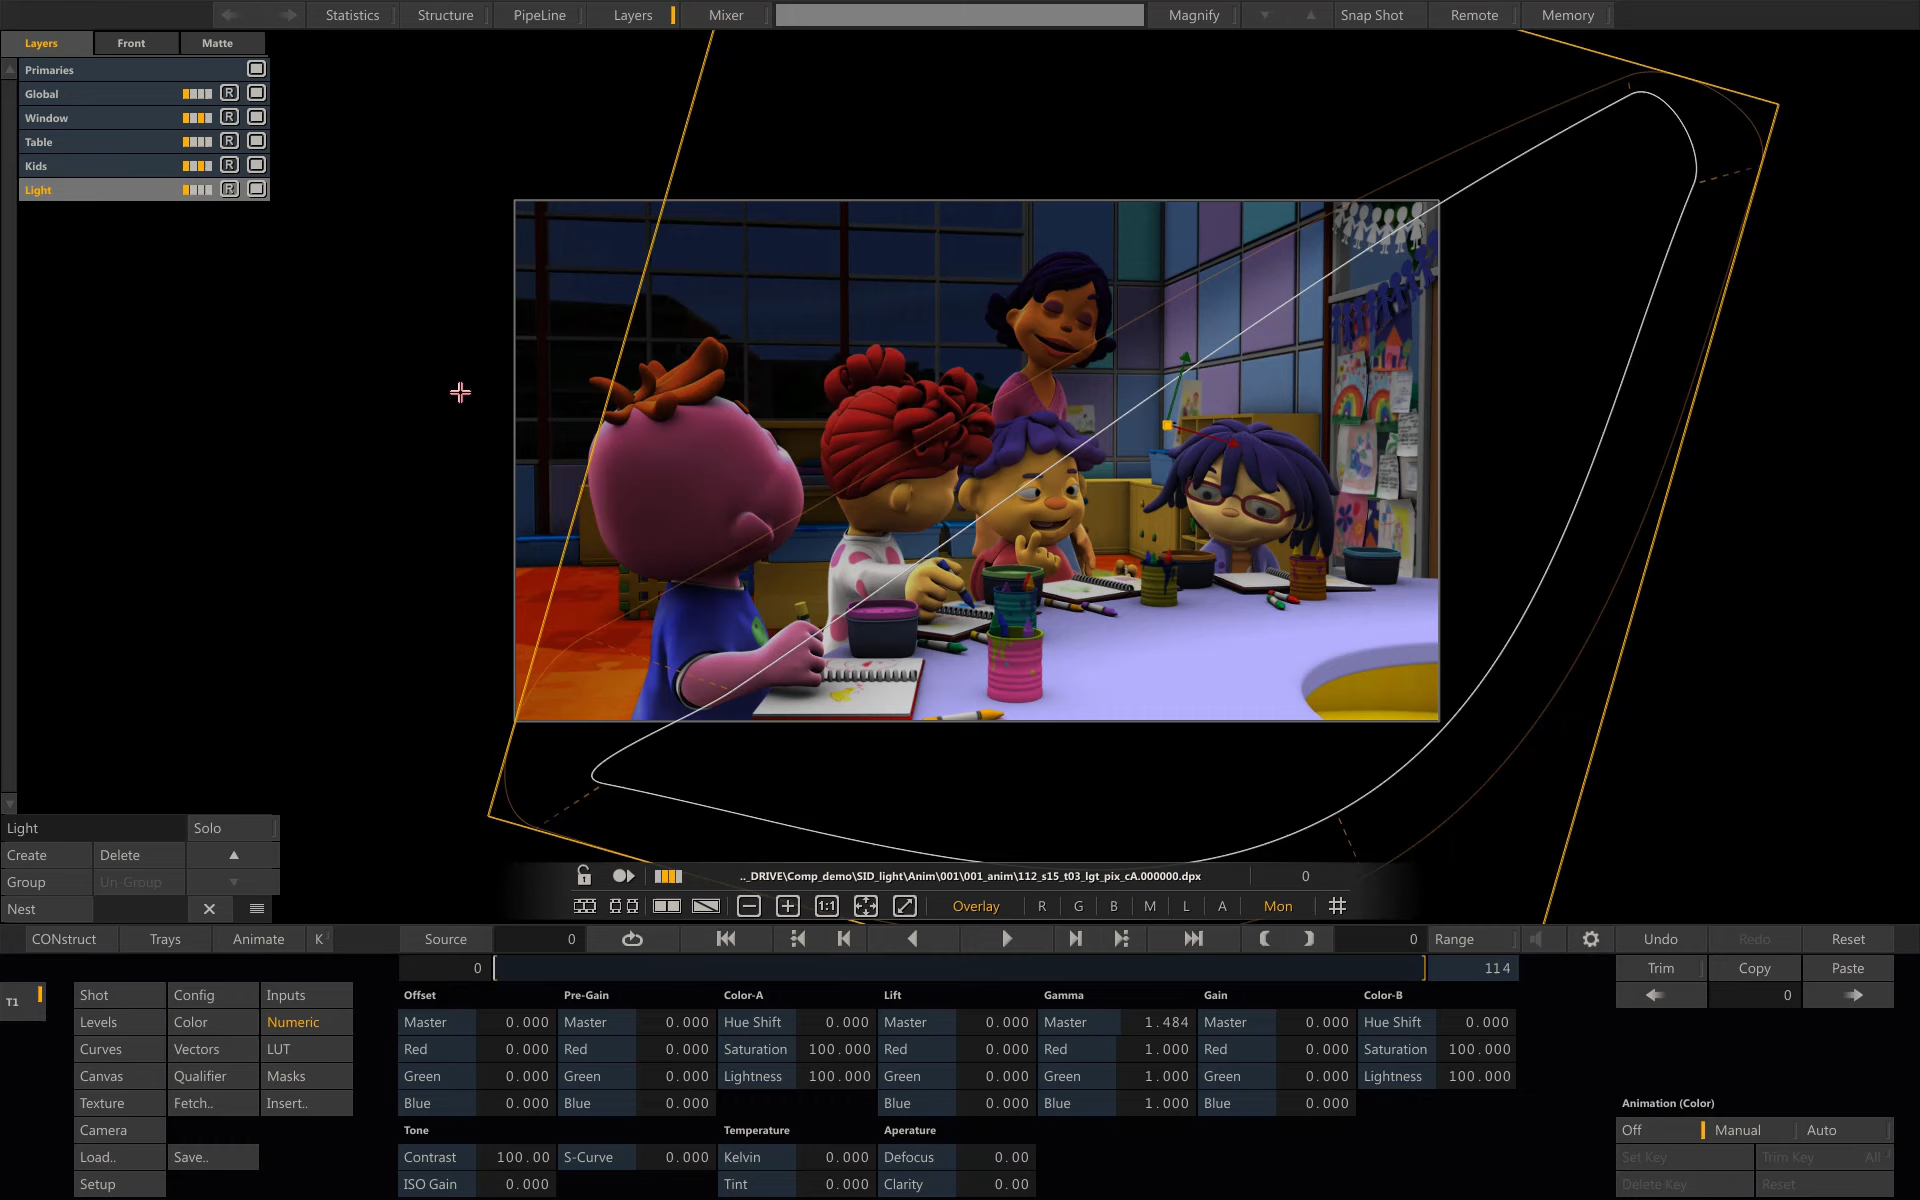 Statistics Structure PipeLine Layers Mixer Magnify Snap Shot Remote Memory
Layers Front Matte
Primaries
Global R
Window R
Table R
Kids R
Light R
Light Solo
Create Delete
Group Un-Group
Nest
.._DRIVE\Comp_demo\SID_light\Anim\001\001_anim\112_s15_t03_lgt_pix_cA.000000.dpx 0
1:1 Overlay R G B M L A Mon
CONstruct Trays Animate K Source 0 0 Range Undo Redo Reset
0 114 Trim Copy Paste
T1 Shot Config Inputs Offset Pre-Gain Color-A Lift Gamma Gain Color-B 0
Levels Color Numeric Master 0.000 Master 0.000 Hue Shift 0.000 Master 0.000 Master 1.484 Master 0.000 Hue Shift 0.000
Curves Vectors LUT Red 0.000 Red 0.000 Saturation 100.000 Red 0.000 Red 1.000 Red 0.000 Saturation 100.000
Canvas Qualifier Masks Green 0.000 Green 0.000 Lightness 100.000 Green 0.000 Green 1.000 Green 0.000 Lightness 100.000
Texture Fetch.. Insert.. Blue 0.000 Blue 0.000 Blue 0.000 Blue 1.000 Blue 0.000 Animation (Color)
Camera Tone Temperature Aperature Off Manual Auto
Load.. Save.. Contrast 100.00 S-Curve 0.000 Kelvin 0.000 Defocus 0.00 Set Key Trim Key All
Setup ISO Gain 0.000 Tint 0.000 Clarity 0.00 Delete Key Reset